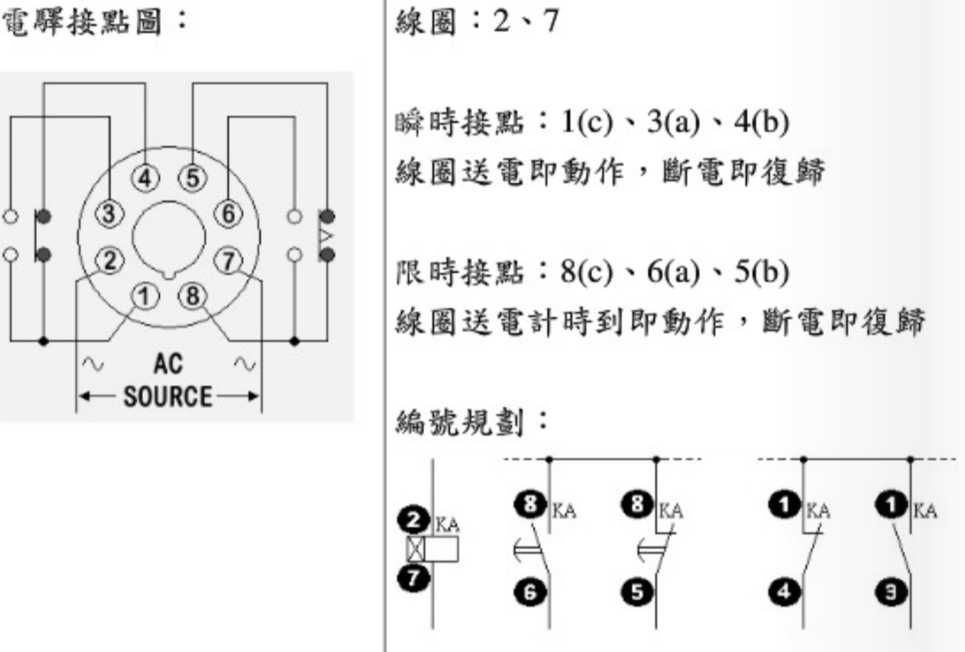 電驛接點圖：
4 5
3 6
2 7
1 8
AC
SOURCE
線圈：2、7
瞬時接點：1(c)、3(a)、4(b)
線圈送電即動作，斷電即復歸
限時接點：8(c)、6(a)、5(b)
線圈送電計時到即動作，斷電即復歸
編號規劃：
2 KA 8 KA 8 KA 1 KA 1 KA
7 6 5 4 3